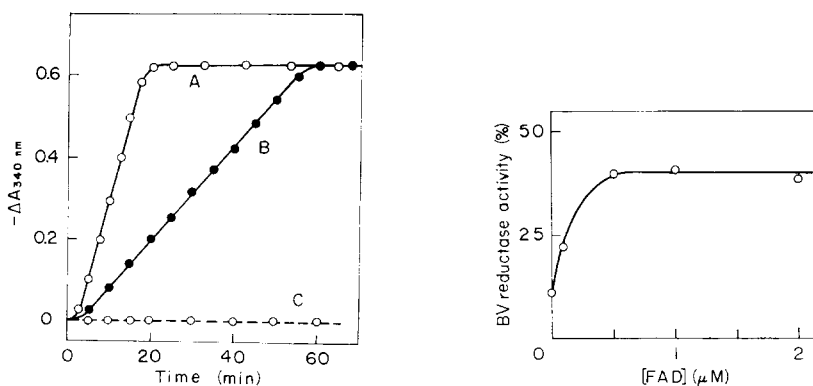 -ΔA340 nm
0.6
0.4
0.2
0
A
B
C
0 20 40 60
Time (min)
BV reductase activity (%)
50
25
0 1 2
[FAD] (μM)